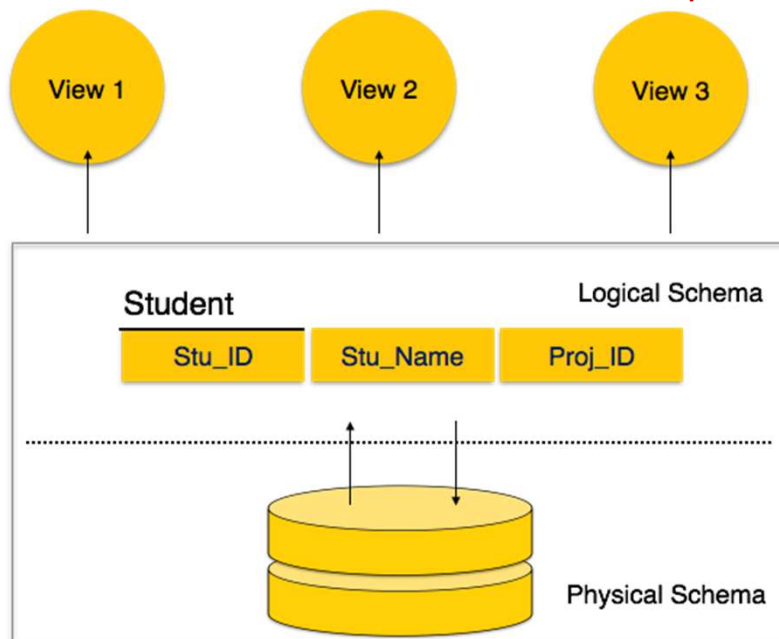 View 1
View 2
View 3
Logical Schema
Student
Stu_ID
Stu_Name
Proj_ID
Physical Schema